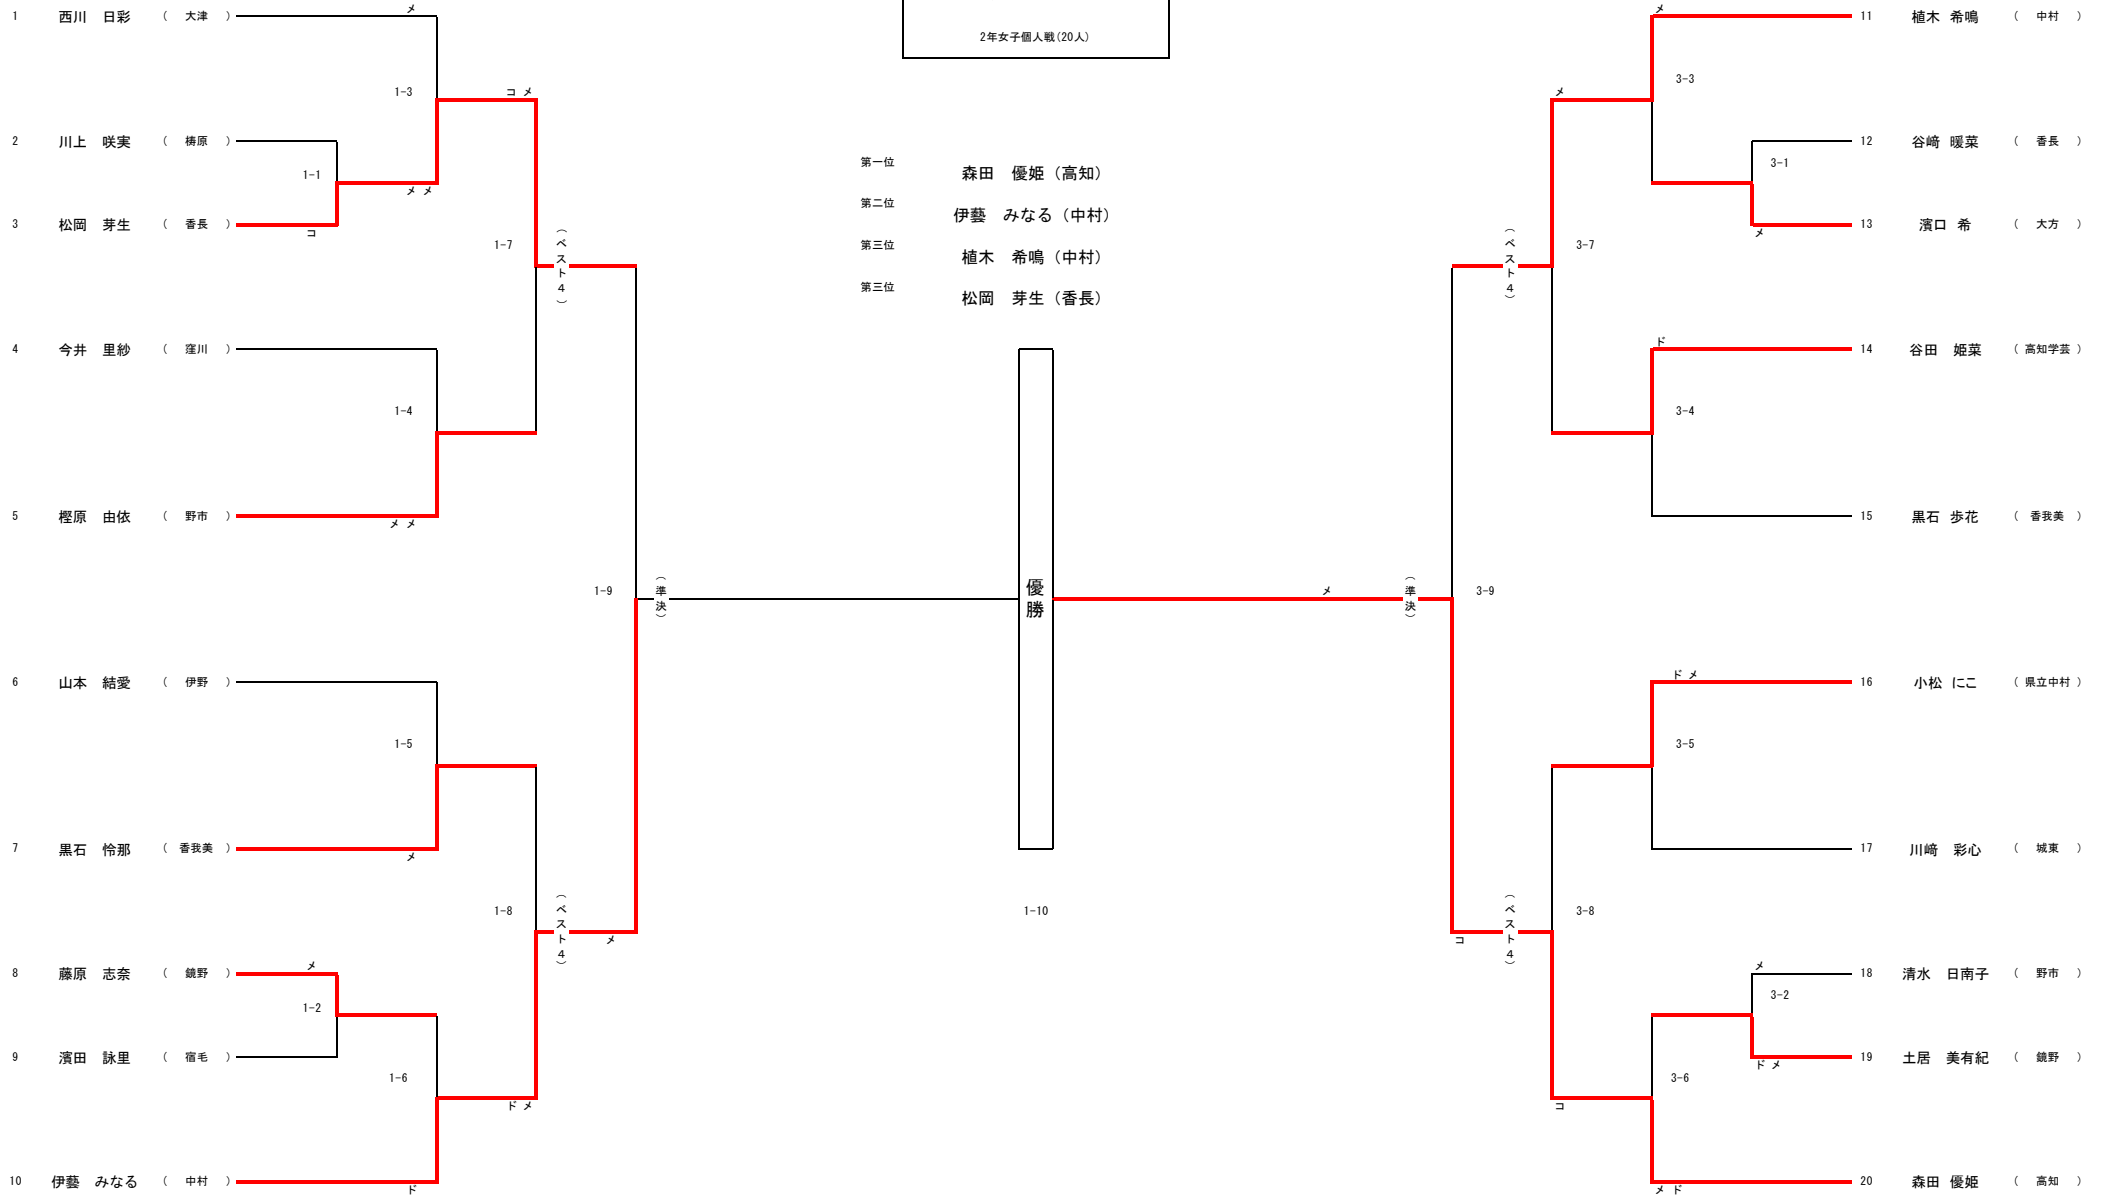 2年女子個人戦(20人)
第一位 森田 優姫(高知)
第二位 伊藝 みなる(中村)
第三位 植木 希鳴(中村)
第三位 松岡 芽生(香長)
1 西川 日彩 ( 大津 ) メ
1-3 コ メ
2 川上 咲実 ( 梼原 )
1-1 メ メ
3 松岡 芽生 ( 香長 ) コ
1-7 (ベスト4)
4 今井 里紗 ( 窪川 )
1-4
5 樫原 由依 ( 野市 ) メ メ
1-9 (準決)
6 山本 結愛 ( 伊野 )
1-5
7 黒石 怜那 ( 香我美 ) メ
1-8 (ベスト4) メ
8 藤原 志奈 ( 鏡野 ) メ
1-2
9 濱田 詠里 ( 宿毛 )
1-6 ド メ
10 伊藝 みなる ( 中村 ) ド
優勝
1-10
メ 11 植木 希鳴 ( 中村 )
メ 3-3
12 谷﨑 暖菜 ( 香長 )
3-1
メ 13 濱口 希 ( 大方 )
(ベスト4) 3-7
ド 14 谷田 姫菜 ( 高知学芸 )
3-4
15 黒石 歩花 ( 香我美 )
メ (準決) 3-9
ド メ 16 小松 にこ ( 県立中村 )
3-5
17 川﨑 彩心 ( 城東 )
コ (ベスト4) 3-8
メ 18 清水 日南子 ( 野市 )
3-2
ド メ 19 土居 美有紀 ( 鏡野 )
コ 3-6
メ ド 20 森田 優姫 ( 高知 )